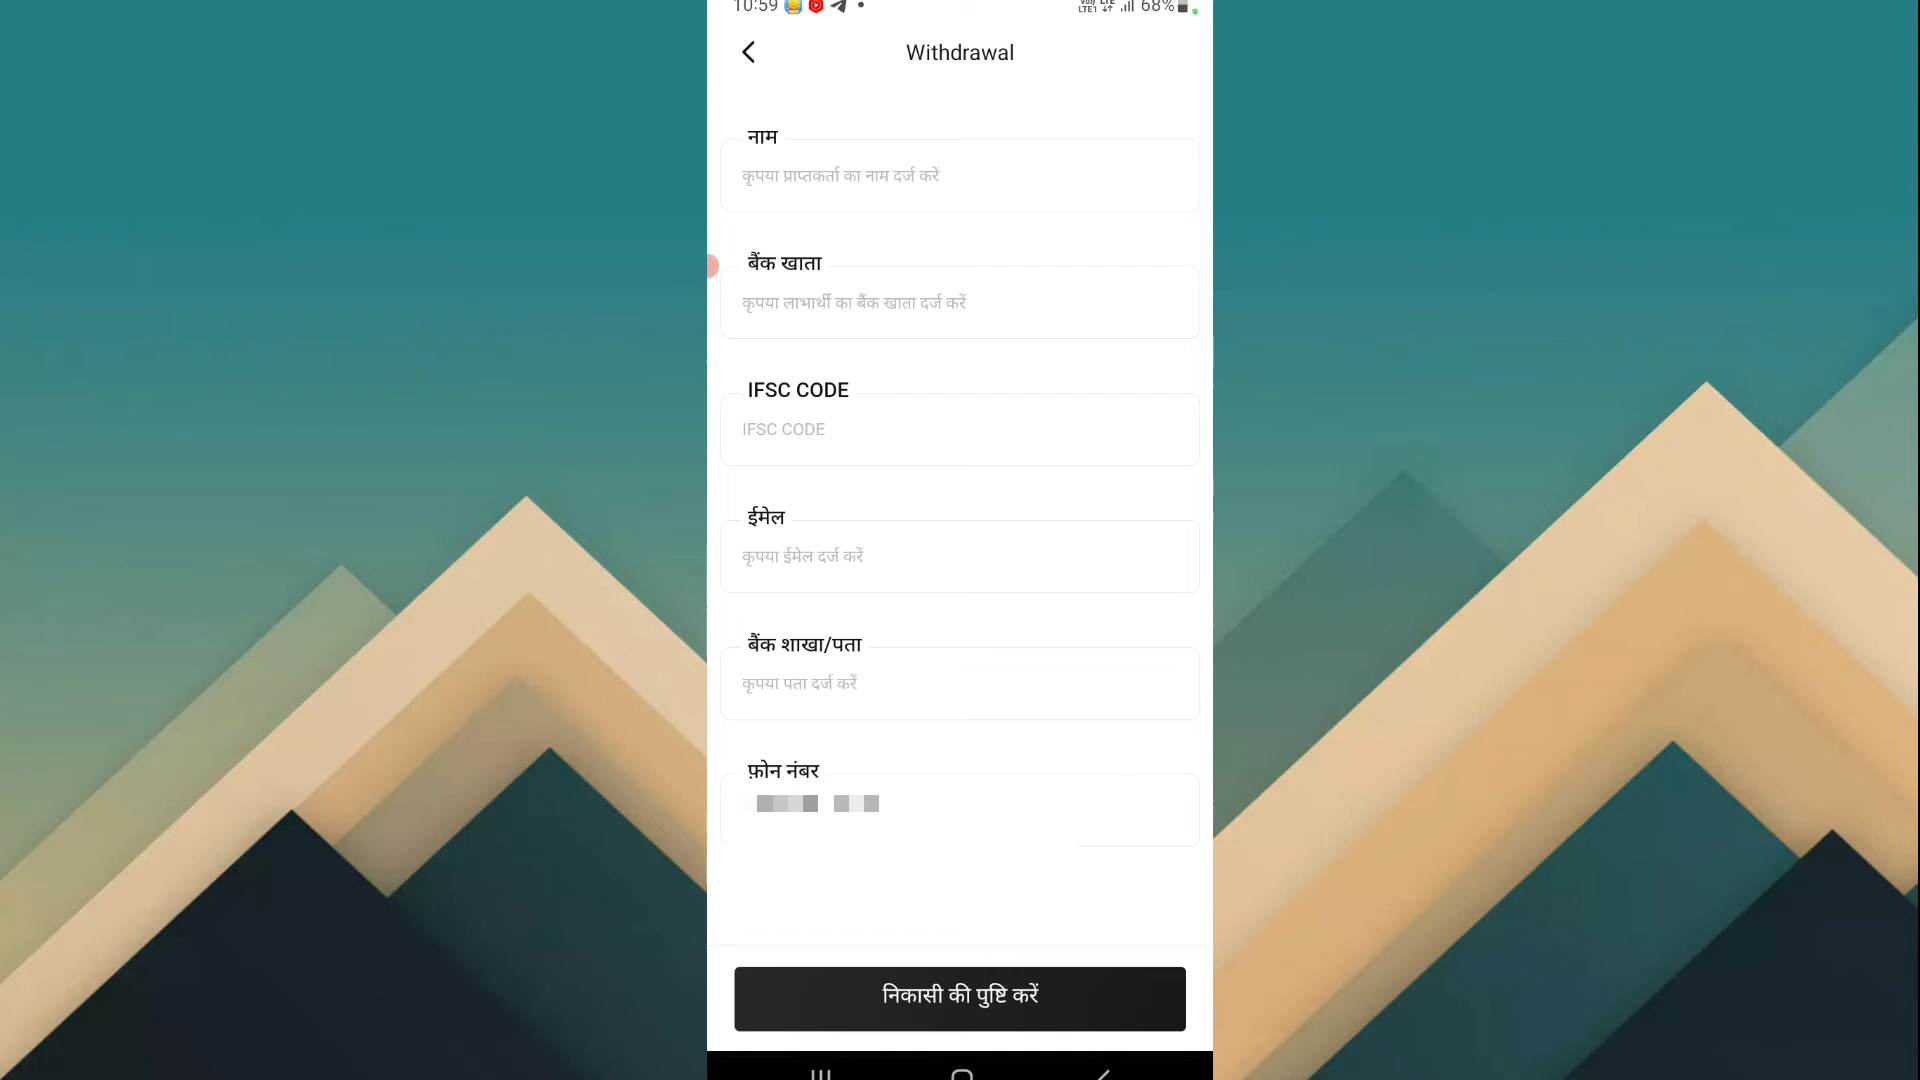 10:59 68%
Withdrawal
नाम
कृपया प्राप्तकर्ता का नाम दर्ज करें
बैंक खाता
कृपया लाभार्थी का बैंक खाता दर्ज करें
IFSC CODE
IFSC CODE
ईमेल
कृपया ईमेल दर्ज करें
बैंक शाखा/पता
कृपया पता दर्ज करें
फ़ोन नंबर
निकासी की पुष्टि करें